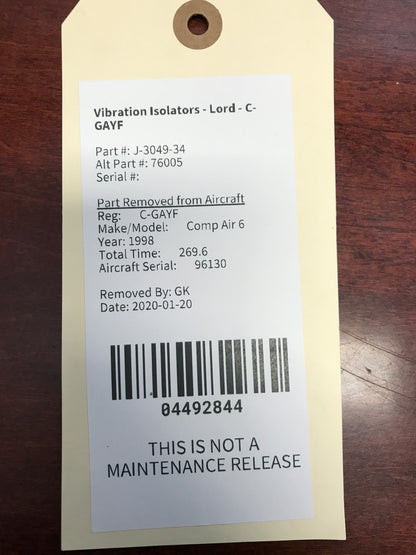 Vibration Isolators - Lord - C-
GAYF
Part #: J-3049-34
Alt Part #: 76005
Serial #:
Part Removed from Aircraft
Reg: C-GAYF
Make/Model: Comp Air 6
Year: 1998
Total Time: 269.6
Aircraft Serial: 96130
Removed By: GK
Date: 2020-01-20
04492844
THIS IS NOT A
MAINTENANCE RELEASE